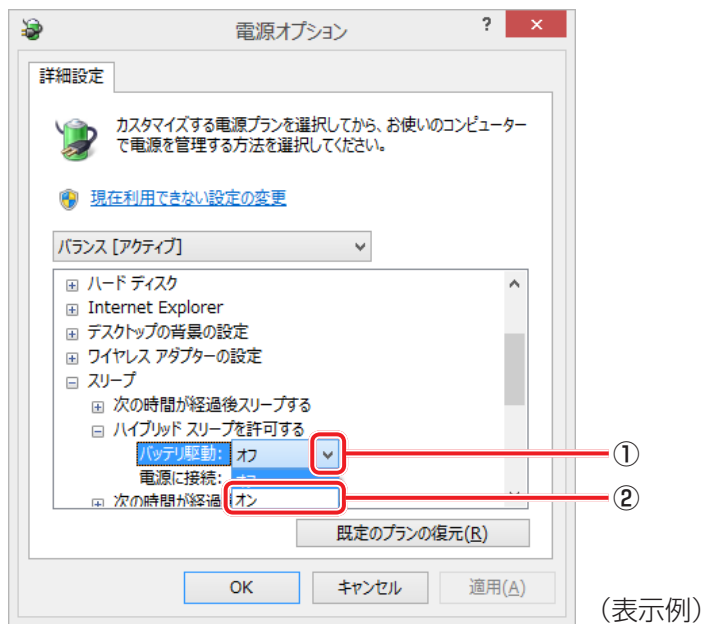 電源オプション
?
×
詳細設定
カスタマイズする電源プランを選択してから、お使いのコンピューター
で電源を管理する方法を選択してください。
現在利用できない設定の変更
バランス [アクティブ]
ハード ディスク
Internet Explorer
デスクトップの背景の設定
ワイヤレス アダプターの設定
スリープ
次の時間が経過後スリープする
ハイブリッド スリープを許可する
バッテリ駆動: オフ
①
電源に接続:
オン
②
次の時間が経過
既定のプランの復元(R)
OK キャンセル 適用(A)
(表示例)